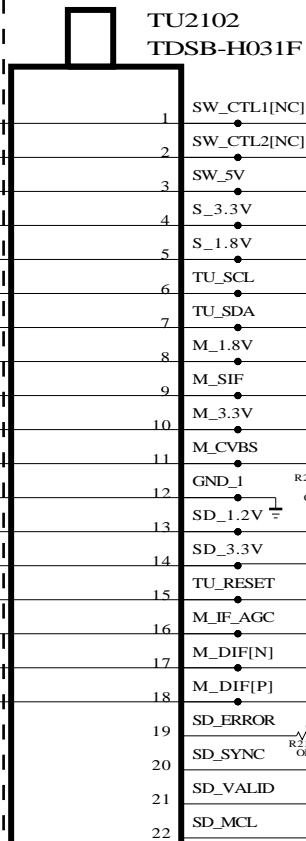 TU2102
TDSB-H031F
1 SW_CTL1[NC]
2 SW_CTL2[NC]
3 SW_5V
4 S_3.3V
5 S_1.8V
6 TU_SCL
7 TU_SDA
8 M_1.8V
9 M_SIF
10 M_3.3V
11 M_CVBS
12 GND_1
13 SD_1.2V
14 SD_3.3V
15 TU_RESET
16 M_IF_AGC
17 M_DIF[N]
18 M_DIF[P]
19 SD_ERROR
20 SD_SYNC
21 SD_VALID
22 SD_MCL